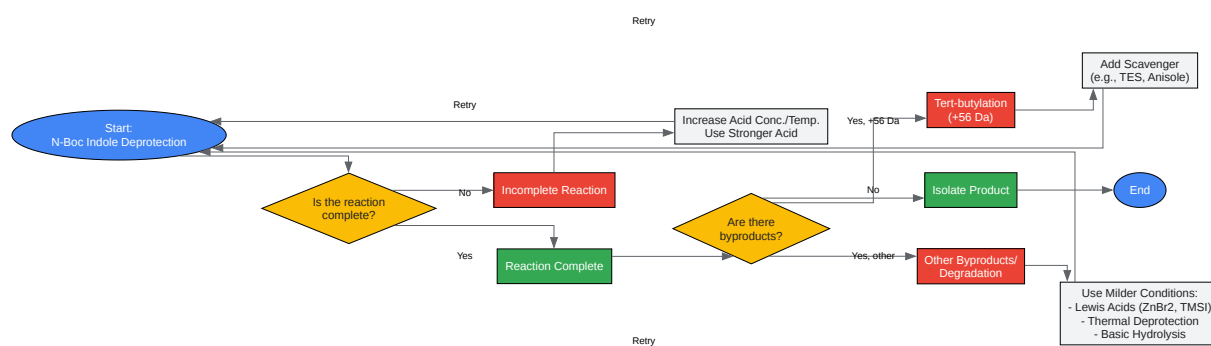 Retry
Add Scavenger
(e.g., TES, Anisole)
Tert-butylation
(+56 Da)
Retry
Increase Acid Conc./Temp.
Use Stronger Acid
Yes, +56 Da
Start:
N-Boc Indole Deprotection
Is the reaction
complete?
No
Incomplete Reaction
No
Isolate Product
End
Are there
byproducts?
Yes
Reaction Complete
Yes, other
Other Byproducts/
Degradation
Use Milder Conditions:
- Lewis Acids (ZnBr2, TMSI)
- Thermal Deprotection
- Basic Hydrolysis
Retry